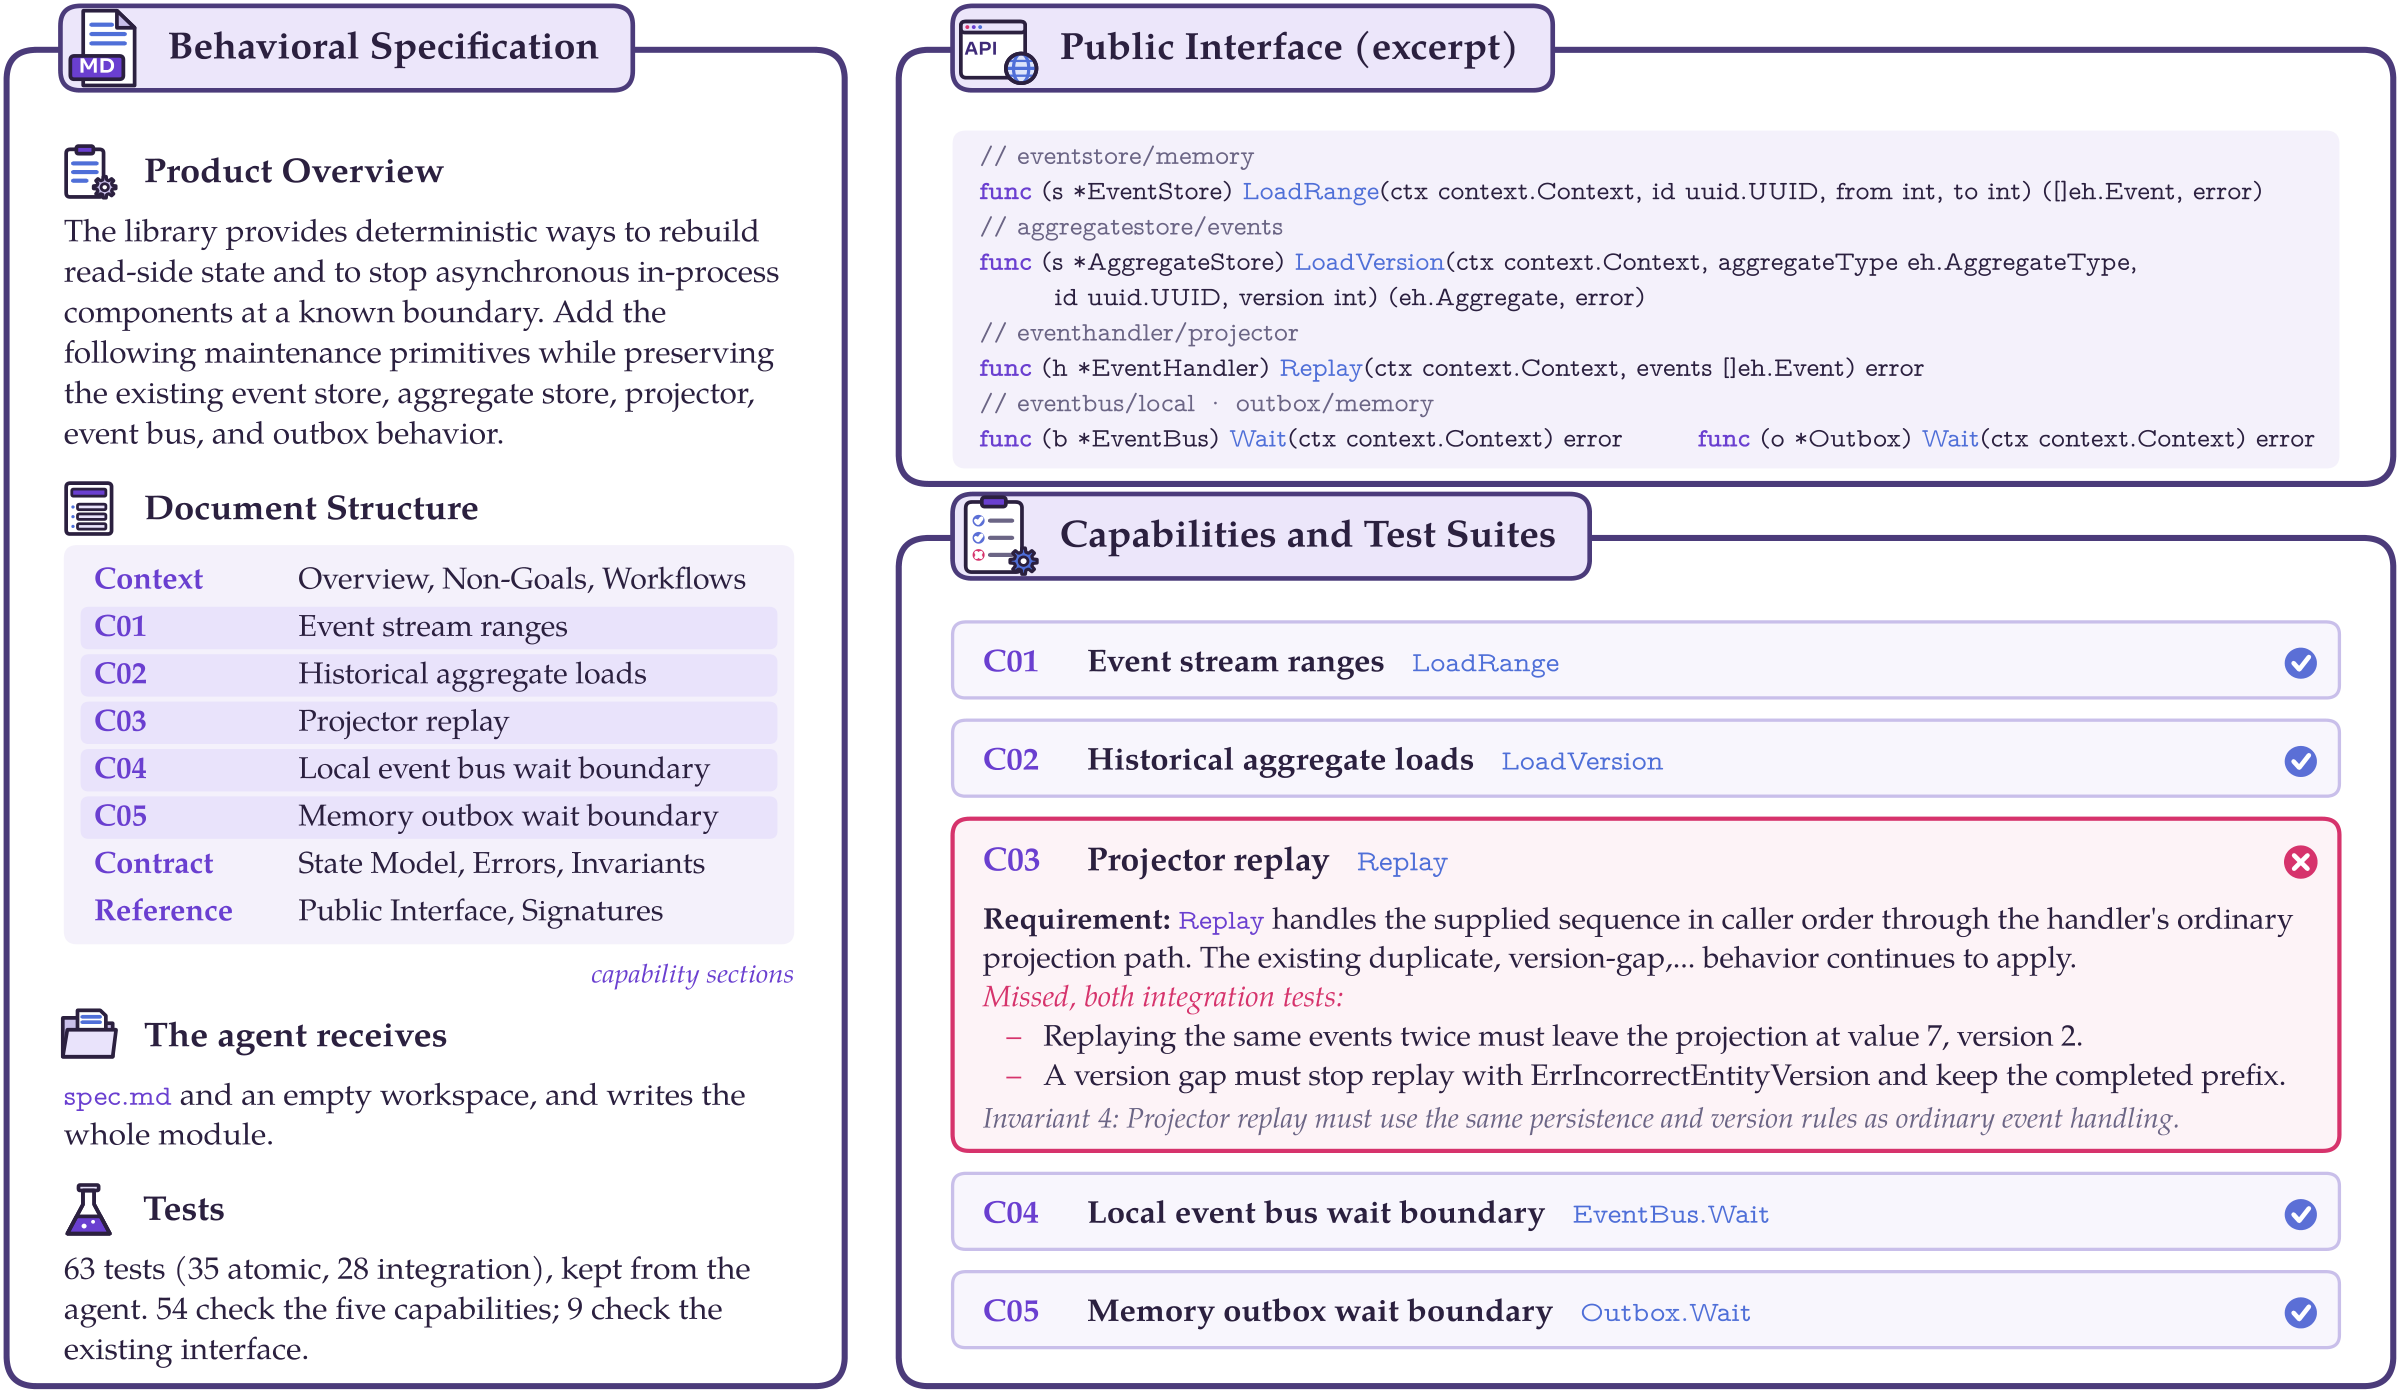 MD
Behavioral Specification
Product Overview
The library provides deterministic ways to rebuild
read-side state and to stop asynchronous in-process
components at a known boundary. Add the
following maintenance primitives while preserving
the existing event store, aggregate store, projector,
event bus, and outbox behavior.
Document Structure
Context Overview, Non-Goals, Workflows
C01 Event stream ranges
C02 Historical aggregate loads
C03 Projector replay
C04 Local event bus wait boundary
C05 Memory outbox wait boundary
Contract State Model, Errors, Invariants
Reference Public Interface, Signatures
capability sections
The agent receives
spec.md and an empty workspace, and writes the
whole module.
Tests
63 tests (35 atomic, 28 integration), kept from the
agent. 54 check the five capabilities; 9 check the
existing interface.
API
Public Interface (excerpt)
// eventstore/memory
func (s *EventStore) LoadRange(ctx context.Context, id uuid.UUID, from int, to int) ([]eh.Event, error)
// aggregatestore/events
func (s *AggregateStore) LoadVersion(ctx context.Context, aggregateType eh.AggregateType,
id uuid.UUID, version int) (eh.Aggregate, error)
// eventhandler/projector
func (h *EventHandler) Replay(ctx context.Context, events []eh.Event) error
// eventbus/local · outbox/memory
func (b *EventBus) Wait(ctx context.Context) error func (o *Outbox) Wait(ctx context.Context) error
Capabilities and Test Suites
C01 Event stream ranges LoadRange
C02 Historical aggregate loads LoadVersion
C03 Projector replay Replay
Requirement: Replay handles the supplied sequence in caller order through the handler's ordinary
projection path. The existing duplicate, version-gap,... behavior continues to apply.
Missed, both integration tests:
– Replaying the same events twice must leave the projection at value 7, version 2.
– A version gap must stop replay with ErrIncorrectEntityVersion and keep the completed prefix.
Invariant 4: Projector replay must use the same persistence and version rules as ordinary event handling.
C04 Local event bus wait boundary EventBus.Wait
C05 Memory outbox wait boundary Outbox.Wait